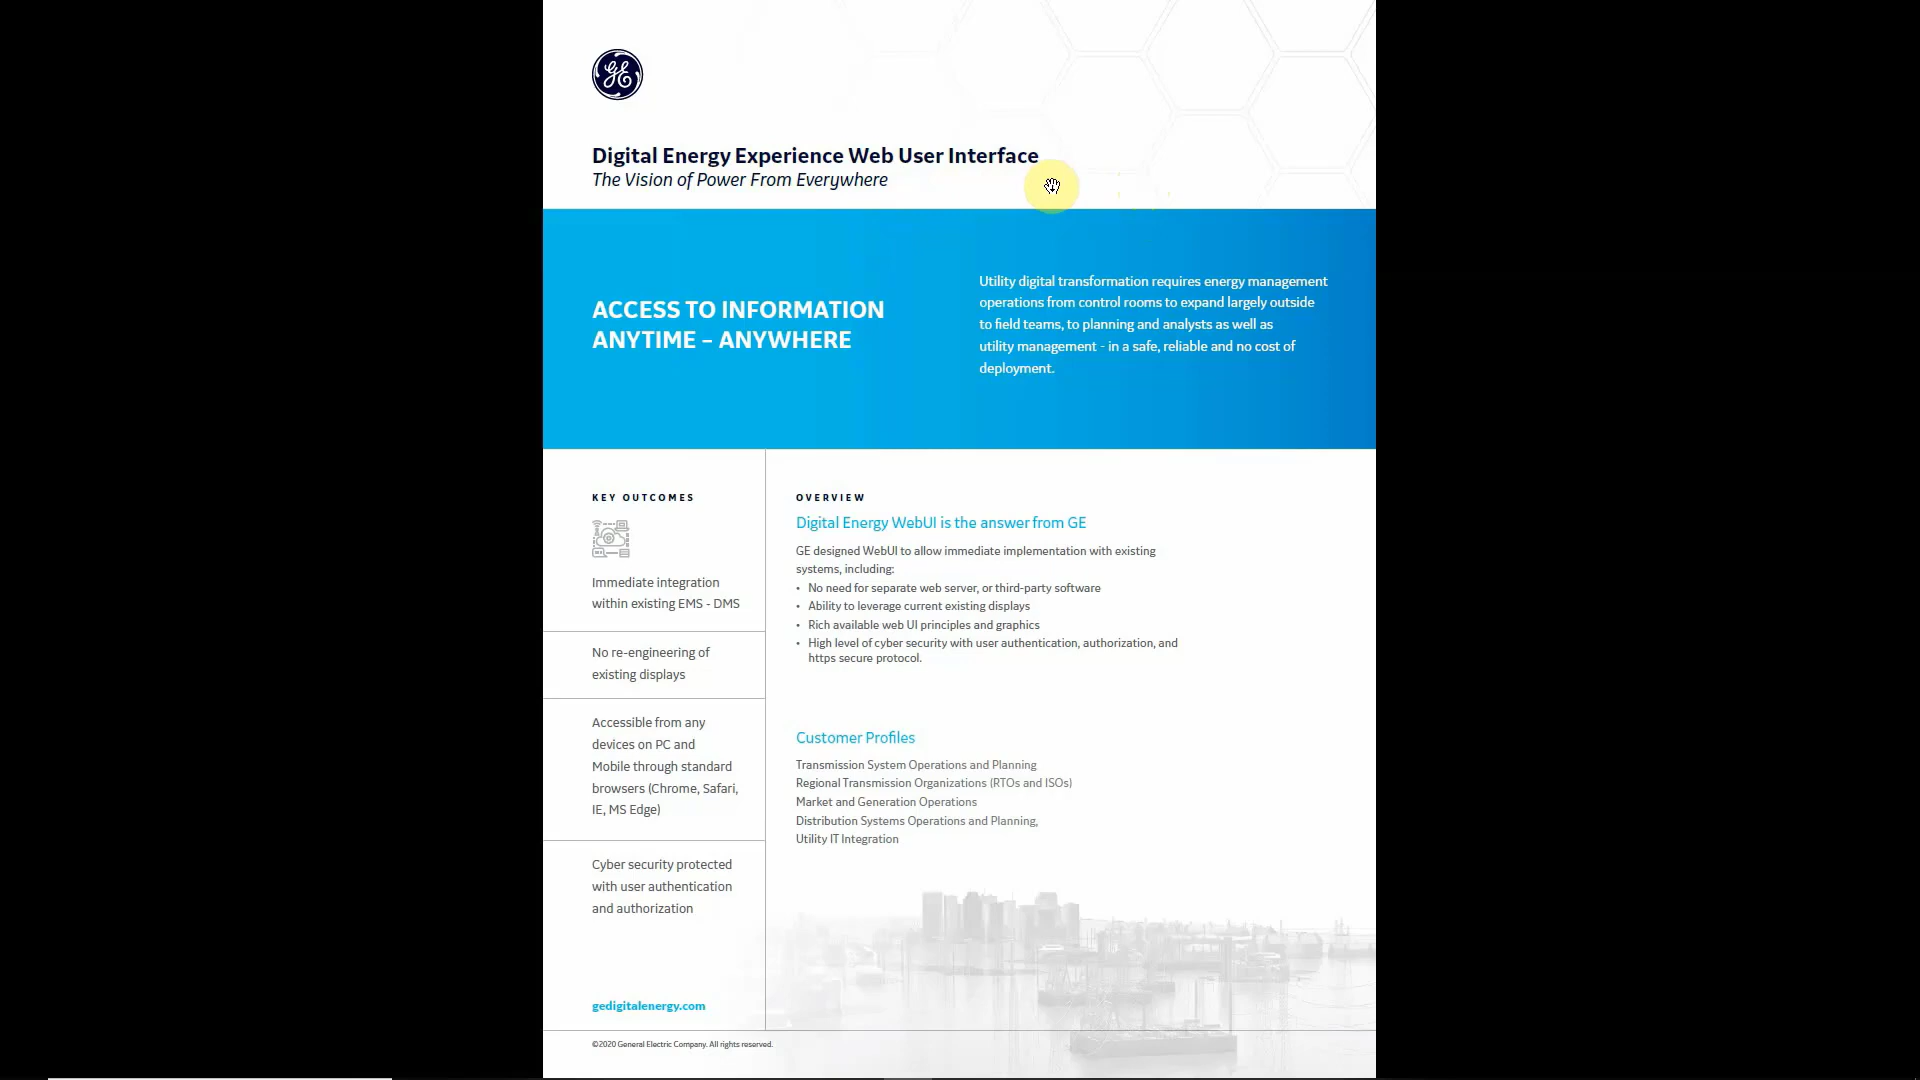 GE
Digital Energy Experience Web User Interface
The Vision of Power From Everywhere
ACCESS TO INFORMATION
ANYTIME – ANYWHERE
Utility digital transformation requires energy management
operations from control rooms to expand largely outside
to field teams, to planning and analysts as well as
utility management - in a safe, reliable and no cost of
deployment.
KEY OUTCOMES
Immediate integration
within existing EMS - DMS
No re-engineering of
existing displays
Accessible from any
devices on PC and
Mobile through standard
browsers (Chrome, Safari,
IE, MS Edge)
Cyber security protected
with user authentication
and authorization
gedigitalenergy.com
OVERVIEW
Digital Energy WebUI is the answer from GE
GE designed WebUI to allow immediate implementation with existing
systems, including:
• No need for separate web server, or third-party software
• Ability to leverage current existing displays
• Rich available web UI principles and graphics
• High level of cyber security with user authentication, authorization, and
https secure protocol.
Customer Profiles
Transmission System Operations and Planning
Regional Transmission Organizations (RTOs and ISOs)
Market and Generation Operations
Distribution Systems Operations and Planning,
Utility IT Integration
©2020 General Electric Company. All rights reserved.